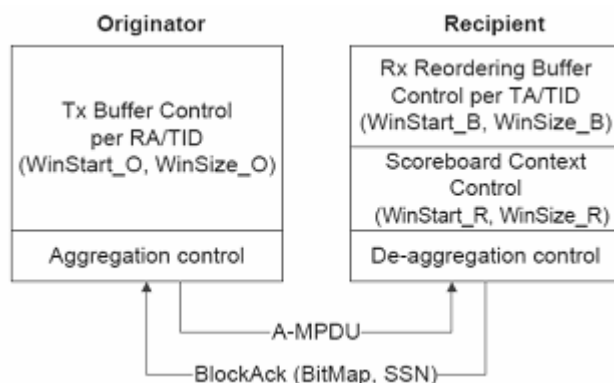 Originator
Tx Buffer Control
per RA/TID
(WinStart_O, WinSize_O)
Aggregation control
Recipient
Rx Reordering Buffer
Control per TA/TID
(WinStart_B, WinSize_B)
Scoreboard Context
Control
(WinStart_R, WinSize_R)
De-aggregation control
A-MPDU
BlockAck (BitMap, SSN)